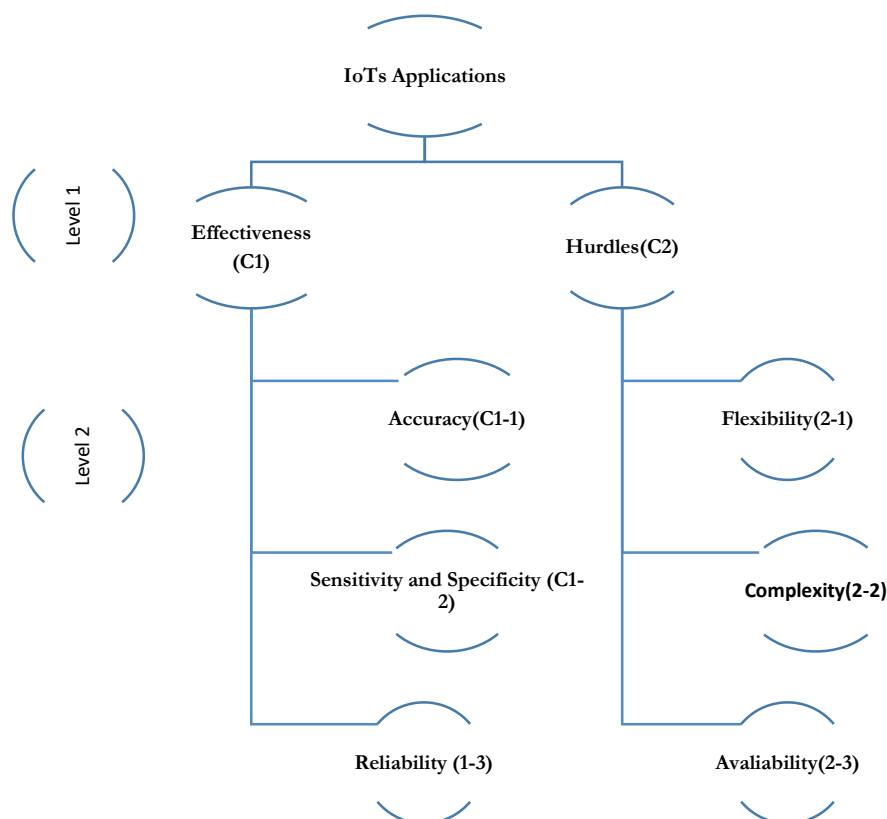 IoTs Applications
Level 1
Effectiveness
(C1)
Hurdles(C2)
Level 2
Accuracy(C1-1)
Flexibility(2-1)
Sensitivity and Specificity (C1-
2)
Complexity(2-2)
Reliability (1-3)
Avaliability(2-3)